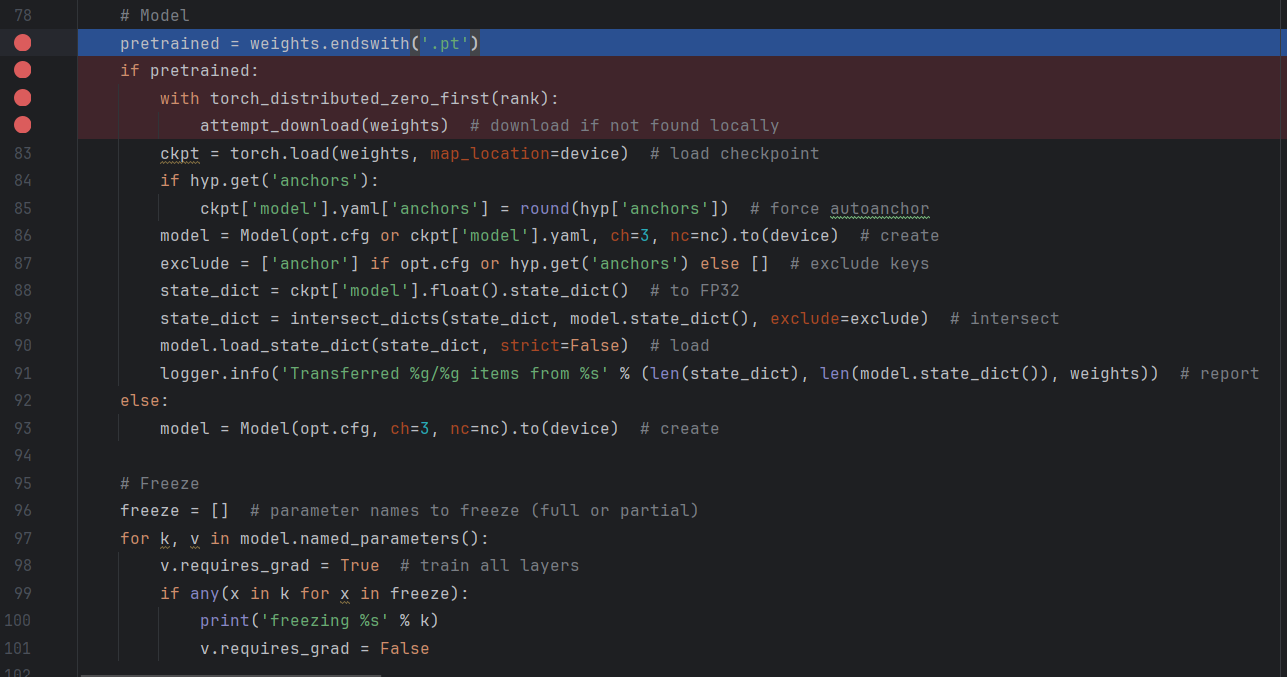 78 # Model
pretrained = weights.endswith('.pt')
if pretrained:
with torch_distributed_zero_first(rank):
attempt_download(weights)  # download if not found locally
83 ckpt = torch.load(weights, map_location=device)  # load checkpoint
84 if hyp.get('anchors'):
85 ckpt['model'].yaml['anchors'] = round(hyp['anchors'])  # force autoanchor
86 model = Model(opt.cfg or ckpt['model'].yaml, ch=3, nc=nc).to(device)  # create
87 exclude = ['anchor'] if opt.cfg or hyp.get('anchors') else []  # exclude keys
88 state_dict = ckpt['model'].float().state_dict()  # to FP32
89 state_dict = intersect_dicts(state_dict, model.state_dict(), exclude=exclude)  # intersect
90 model.load_state_dict(state_dict, strict=False)  # load
91 logger.info('Transferred %g/%g items from %s' % (len(state_dict), len(model.state_dict()), weights))  # report
92 else:
93 model = Model(opt.cfg, ch=3, nc=nc).to(device)  # create
94
95 # Freeze
96 freeze = []  # parameter names to freeze (full or partial)
97 for k, v in model.named_parameters():
98 v.requires_grad = True  # train all layers
99 if any(x in k for x in freeze):
100 print('freezing %s' % k)
101 v.requires_grad = False
102